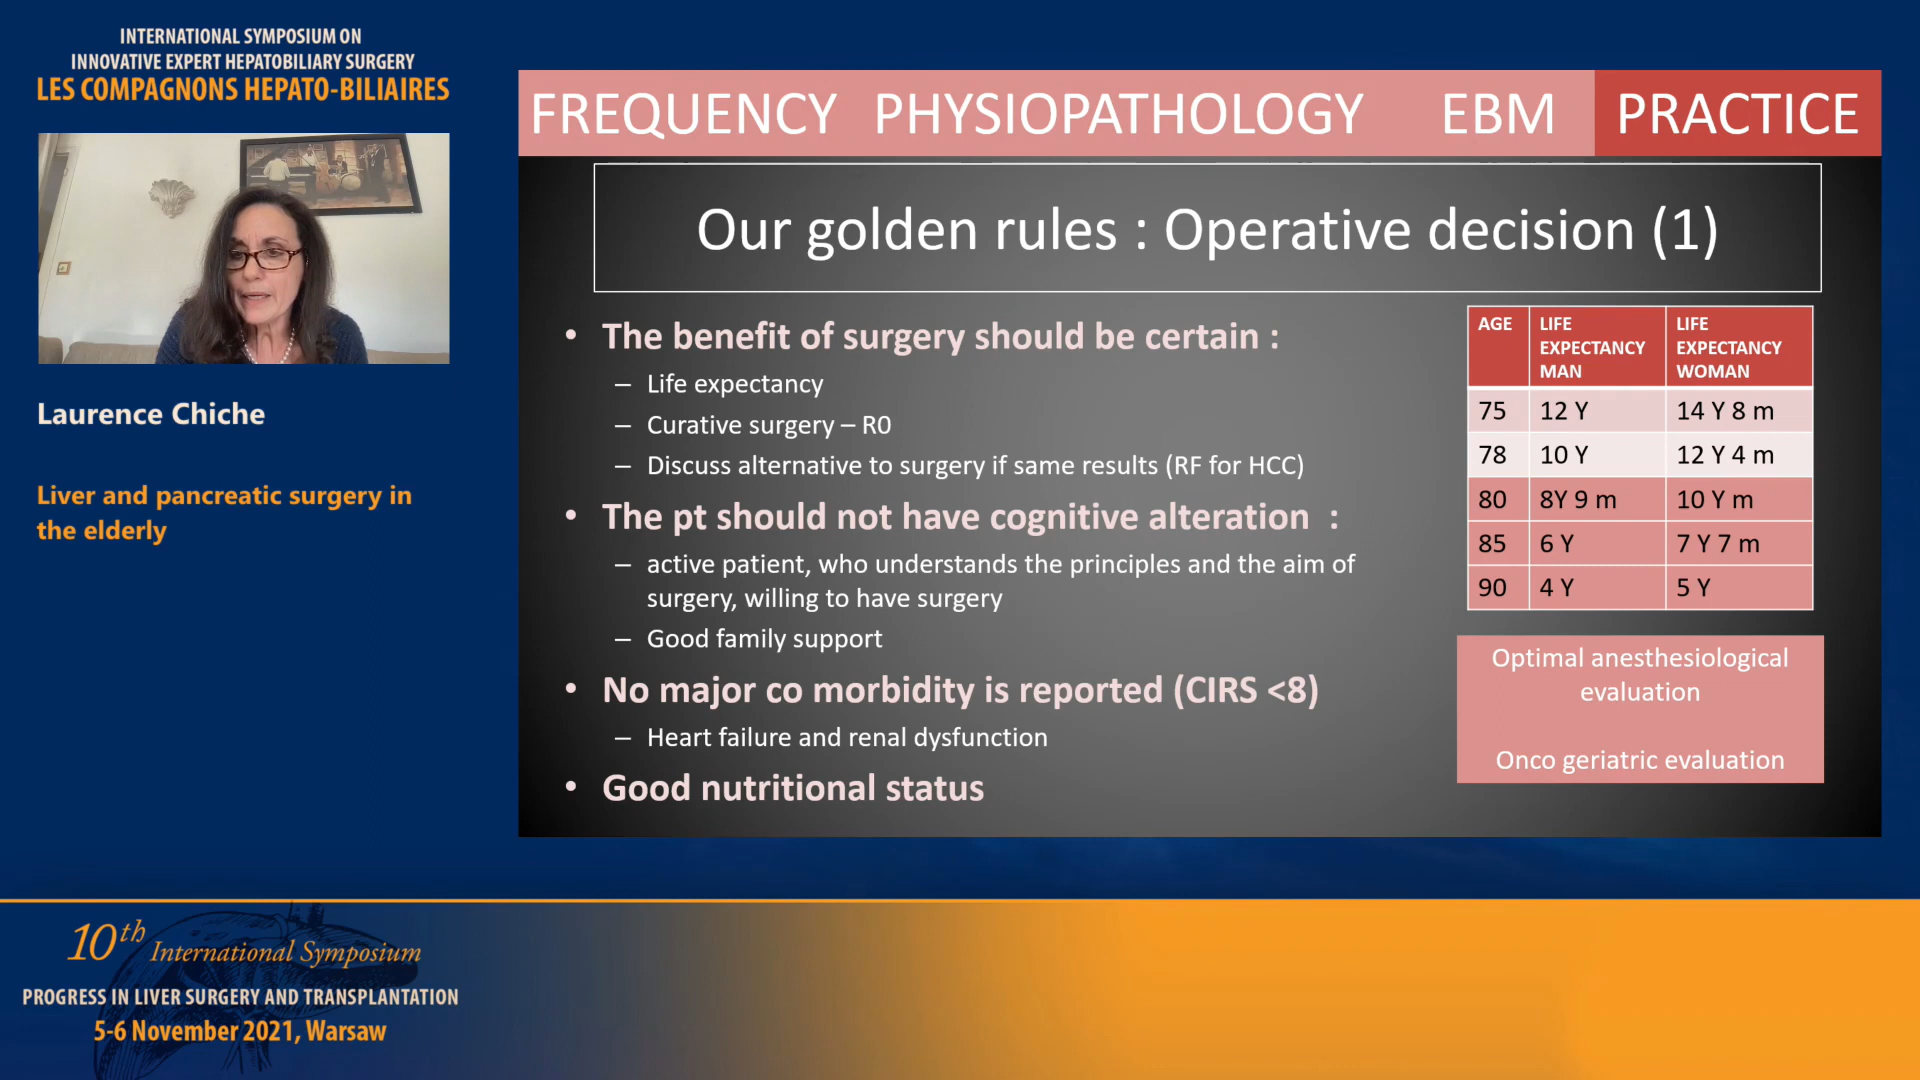 INTERNATIONAL SYMPOSIUM ON
INNOVATIVE EXPERT HEPATOBILIARY SURGERY
LES COMPAGNONS HEPATO-BILIAIRES
Laurence Chiche
Liver and pancreatic surgery in
the elderly
FREQUENCY PHYSIOPATHOLOGY EBM PRACTICE
Our golden rules : Operative decision (1)
• The benefit of surgery should be certain :
– Life expectancy
– Curative surgery – R0
– Discuss alternative to surgery if same results (RF for HCC)
• The pt should not have cognitive alteration :
– active patient, who understands the principles and the aim of
surgery, willing to have surgery
– Good family support
• No major co morbidity is reported (CIRS <8)
– Heart failure and renal dysfunction
• Good nutritional status
AGE LIFE EXPECTANCY MAN LIFE EXPECTANCY WOMAN
75 12 Y 14 Y 8 m
78 10 Y 12 Y 4 m
80 8Y 9 m 10 Y m
85 6 Y 7 Y 7 m
90 4 Y 5 Y
Optimal anesthesiological
evaluation
Onco geriatric evaluation
10th International Symposium
PROGRESS IN LIVER SURGERY AND TRANSPLANTATION
5-6 November 2021, Warsaw